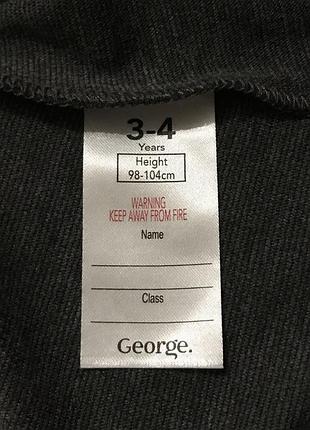 3-4
Years
Height
98-104cm
WARNING
KEEP AWAY FROM FIRE
Name
Class
George.